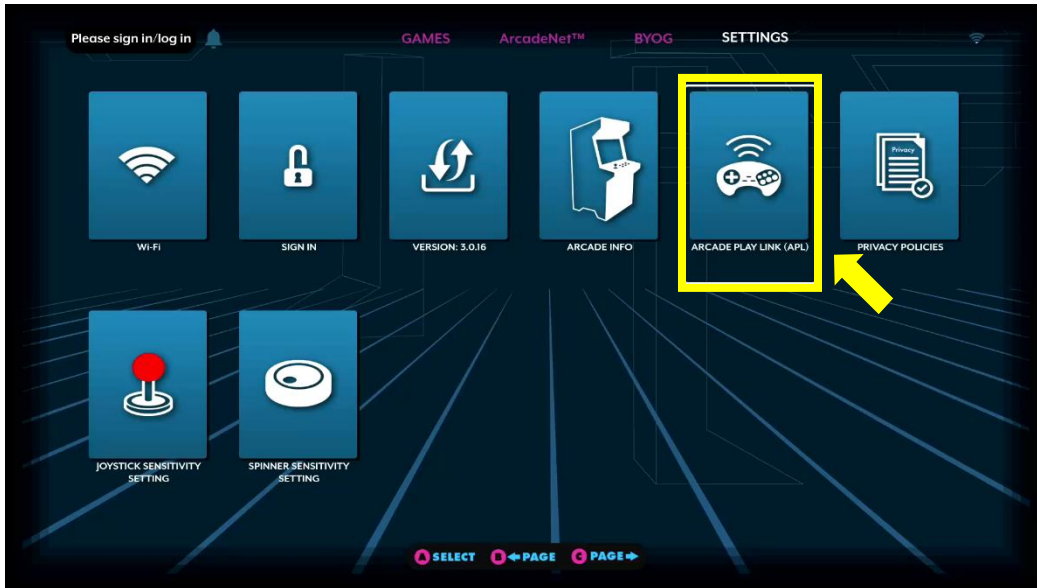 Please sign in/log in
GAMES
ArcadeNet™
BYOG
SETTINGS
Wi-Fi
SIGN IN
VERSION: 3.0.16
ARCADE INFO
ARCADE PLAY LINK (APL)
Privacy
PRIVACY POLICIES
JOYSTICK SENSITIVITY
SETTING
SPINNER SENSITIVITY
SETTING
A SELECT B ⬅PAGE C PAGE➡